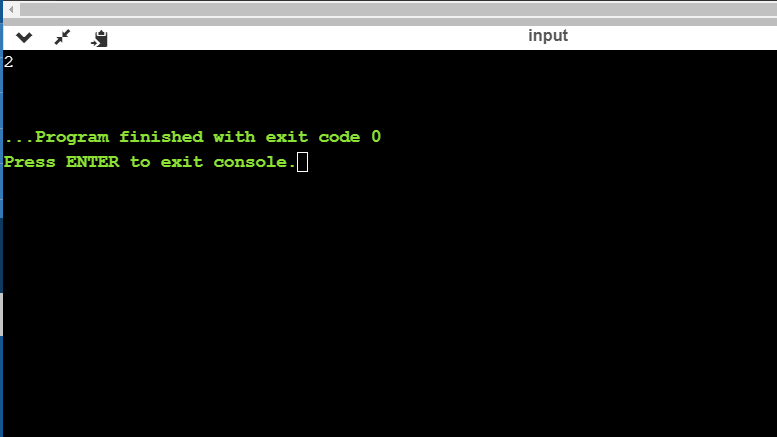 input
2
...Program finished with exit code 0
Press ENTER to exit console.